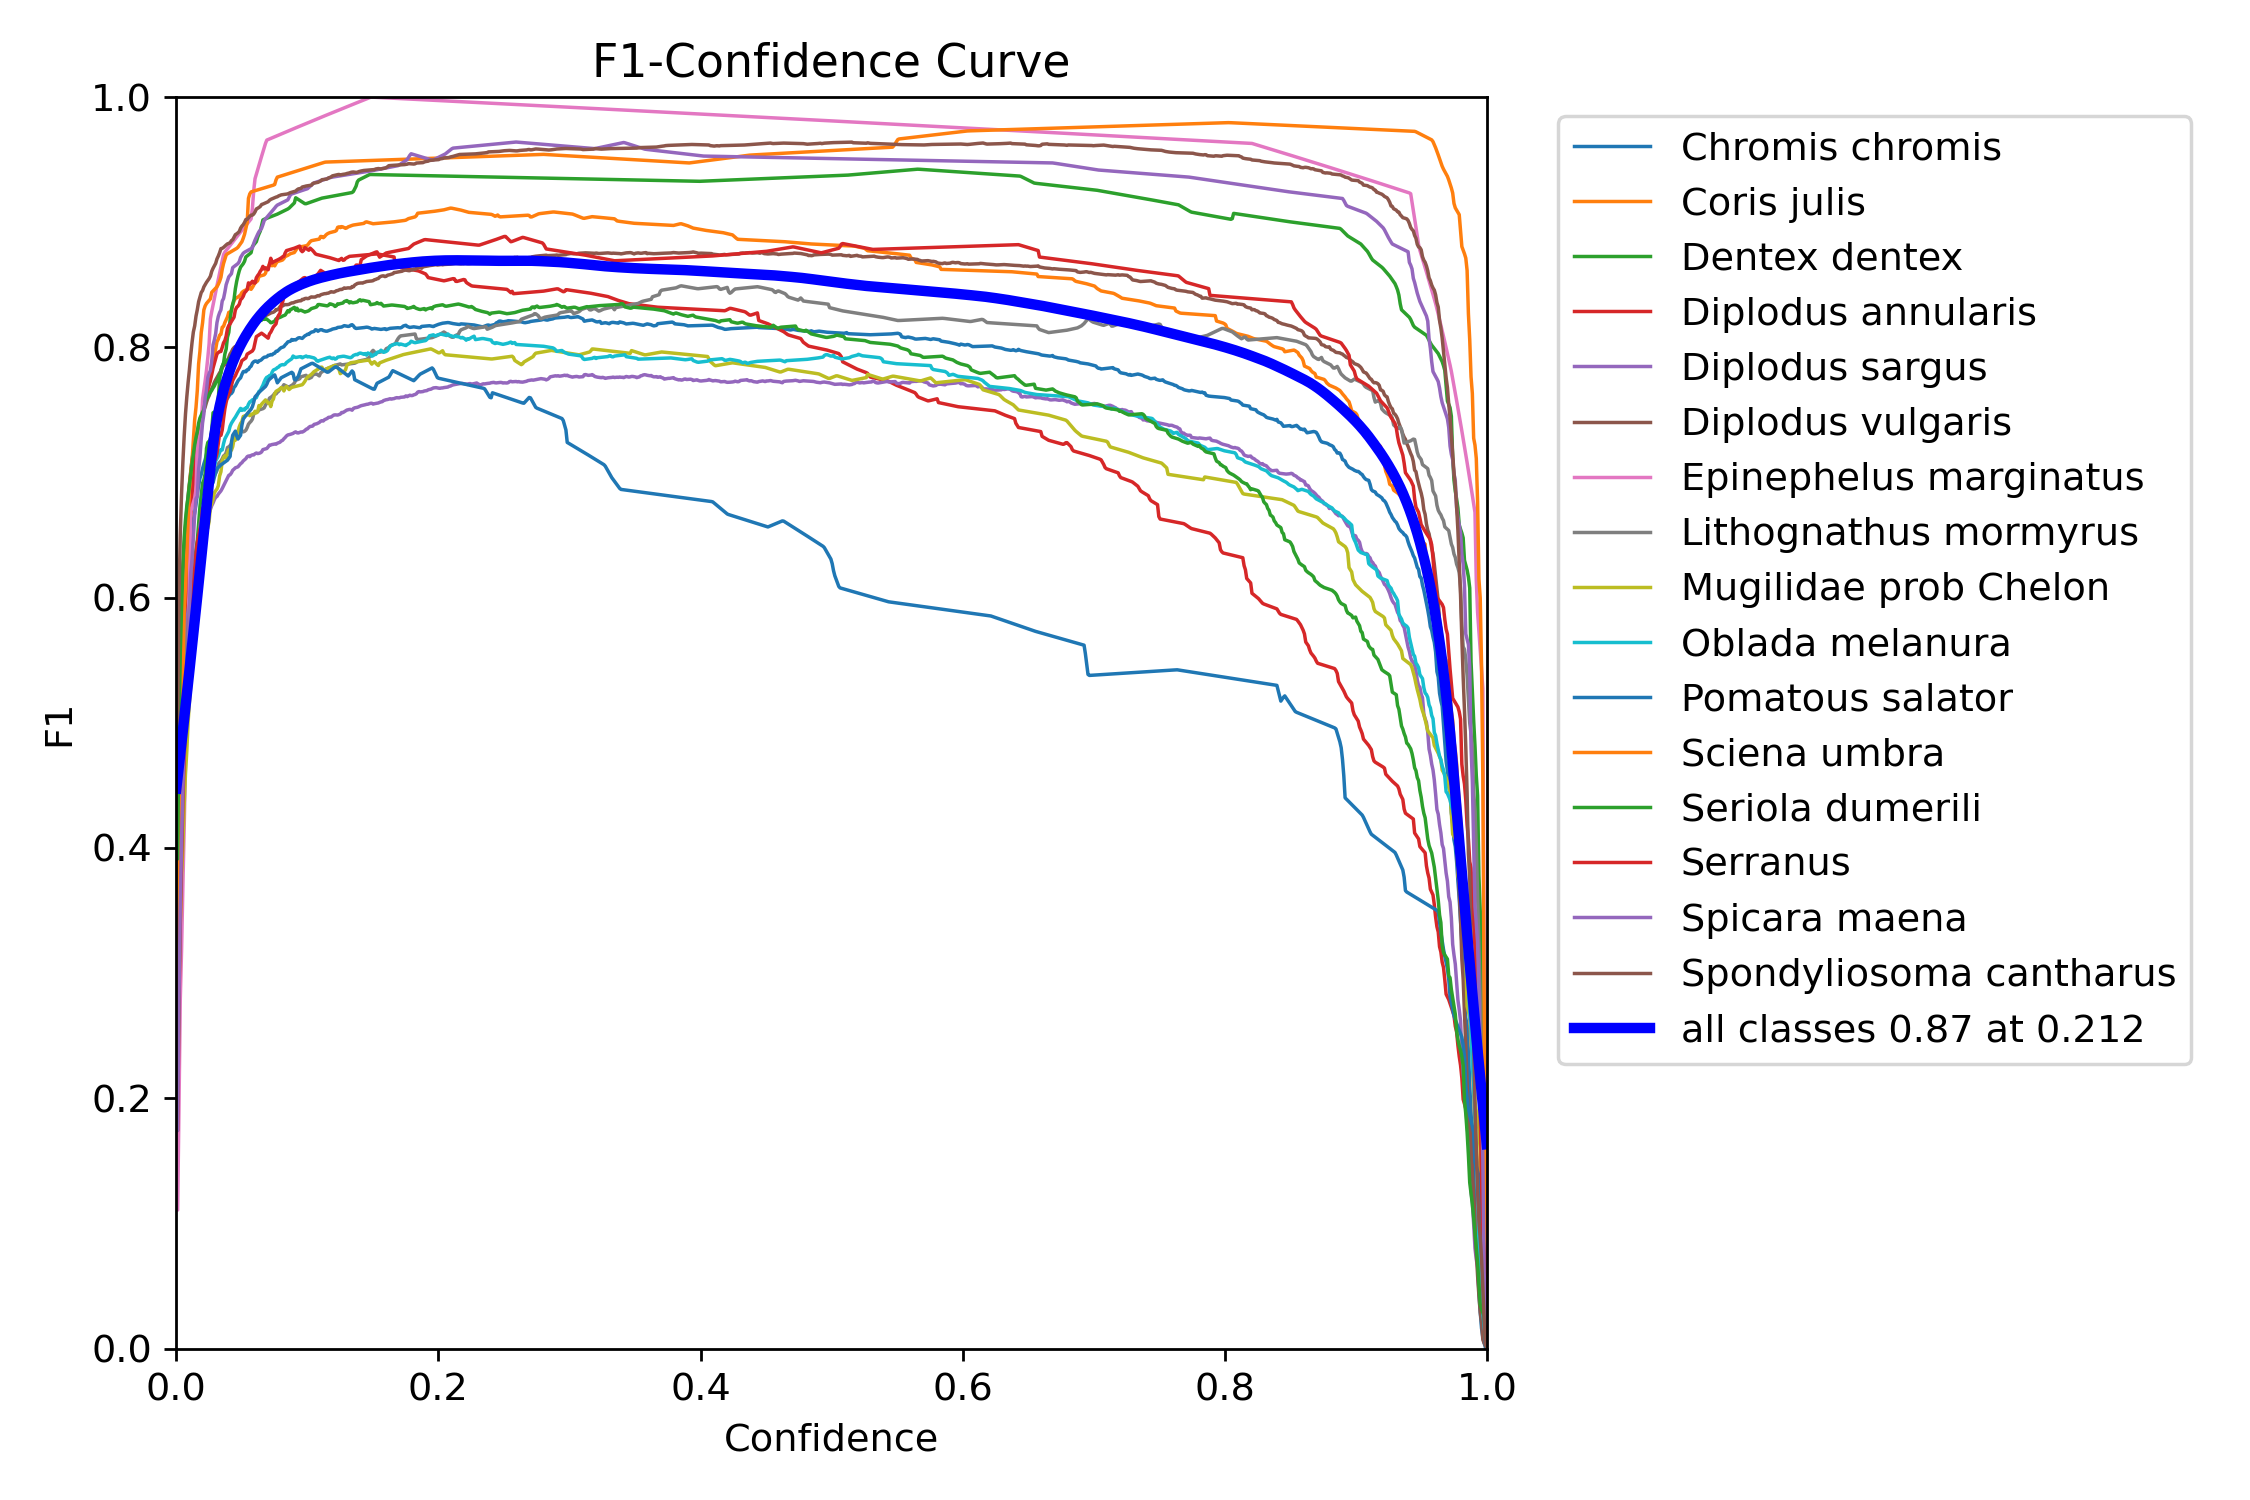 F1-Confidence Curve
1.0
0.8
0.6
0.4
0.2
0.0
F1
0.0 0.2 0.4 0.6 0.8 1.0
Confidence
Chromis chromis
Coris julis
Dentex dentex
Diplodus annularis
Diplodus sargus
Diplodus vulgaris
Epinephelus marginatus
Lithognathus mormyrus
Mugilidae prob Chelon
Oblada melanura
Pomatous salator
Sciena umbra
Seriola dumerili
Serranus
Spicara maena
Spondyliosoma cantharus
all classes 0.87 at 0.212